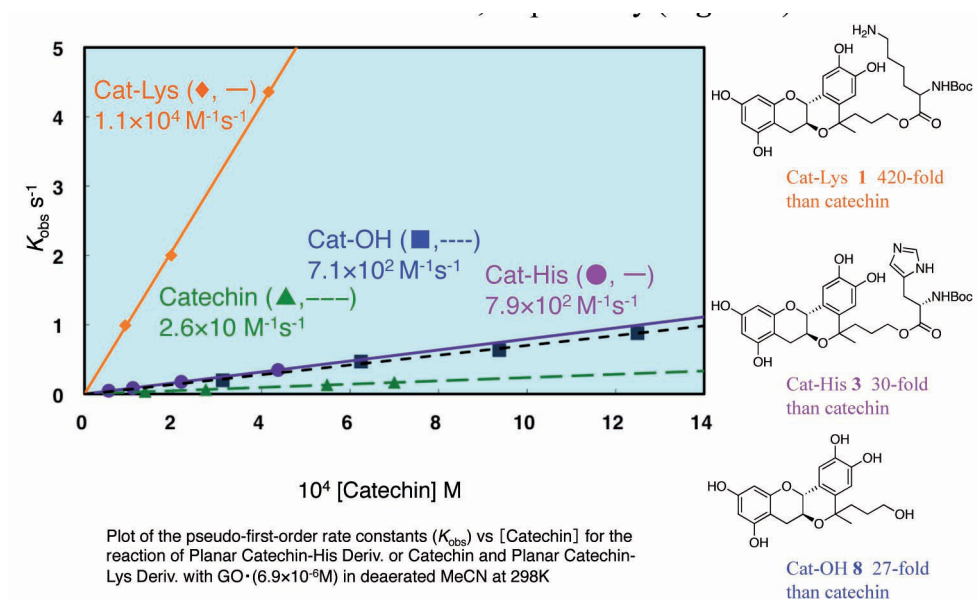 5
4
3
2
1
0
K obs s-1
Cat-Lys (♦, —)
1.1×10⁴ M⁻¹s⁻¹
Cat-OH (■,----)
7.1×10² M⁻¹s⁻¹
Cat-His (●, —)
7.9×10² M⁻¹s⁻¹
Catechin (▲,–––)
2.6×10 M⁻¹s⁻¹
0 2 4 6 8 10 12 14
10⁴ [Catechin] M
Plot of the pseudo-first-order rate constants (Kobs) vs [Catechin] for the
reaction of Planar Catechin-His Deriv. or Catechin and Planar Catechin-
Lys Deriv. with GO·(6.9×10⁻⁶M) in deaerated MeCN at 298K
H₂N
OH
OH
HO
O
NHBoc
O
O
O
OH
Cat-Lys 1 420-fold
than catechin
N
NH
OH
OH
HO
O
NHBoc
O
O
O
OH
Cat-His 3 30-fold
than catechin
OH
OH
HO
O
OH
O
OH
Cat-OH 8 27-fold
than catechin